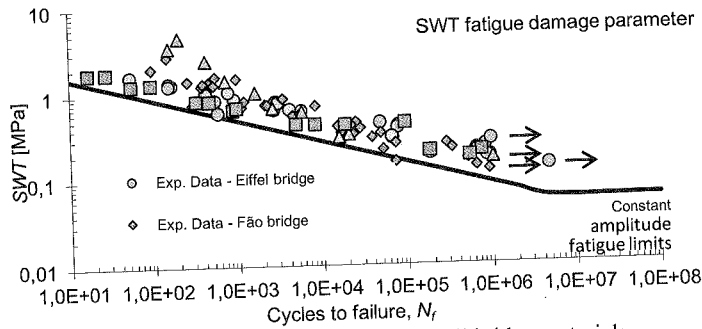 SWT fatigue damage parameter
10
1
0,1
0,01
SWT [MPa]
Exp. Data - Eiffel bridge
Exp. Data - Fão bridge
Constant
amplitude
fatigue limits
1,0E+01 1,0E+02 1,0E+03 1,0E+04 1,0E+05 1,0E+06 1,0E+07 1,0E+08
Cycles to failure, Nf